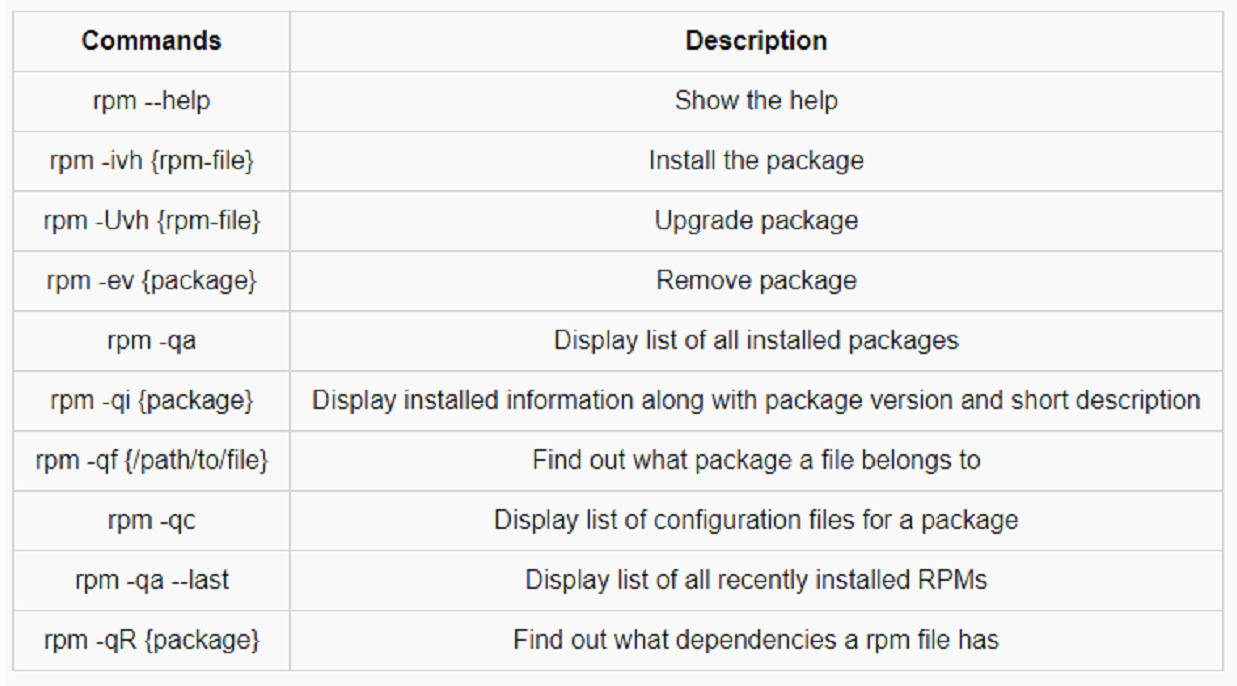 Commands Description
rpm --help Show the help
rpm -ivh {rpm-file} Install the package
rpm -Uvh {rpm-file} Upgrade package
rpm -ev {package} Remove package
rpm -qa Display list of all installed packages
rpm -qi {package} Display installed information along with package version and short description
rpm -qf {/path/to/file} Find out what package a file belongs to
rpm -qc Display list of configuration files for a package
rpm -qa --last Display list of all recently installed RPMs
rpm -qR {package} Find out what dependencies a rpm file has